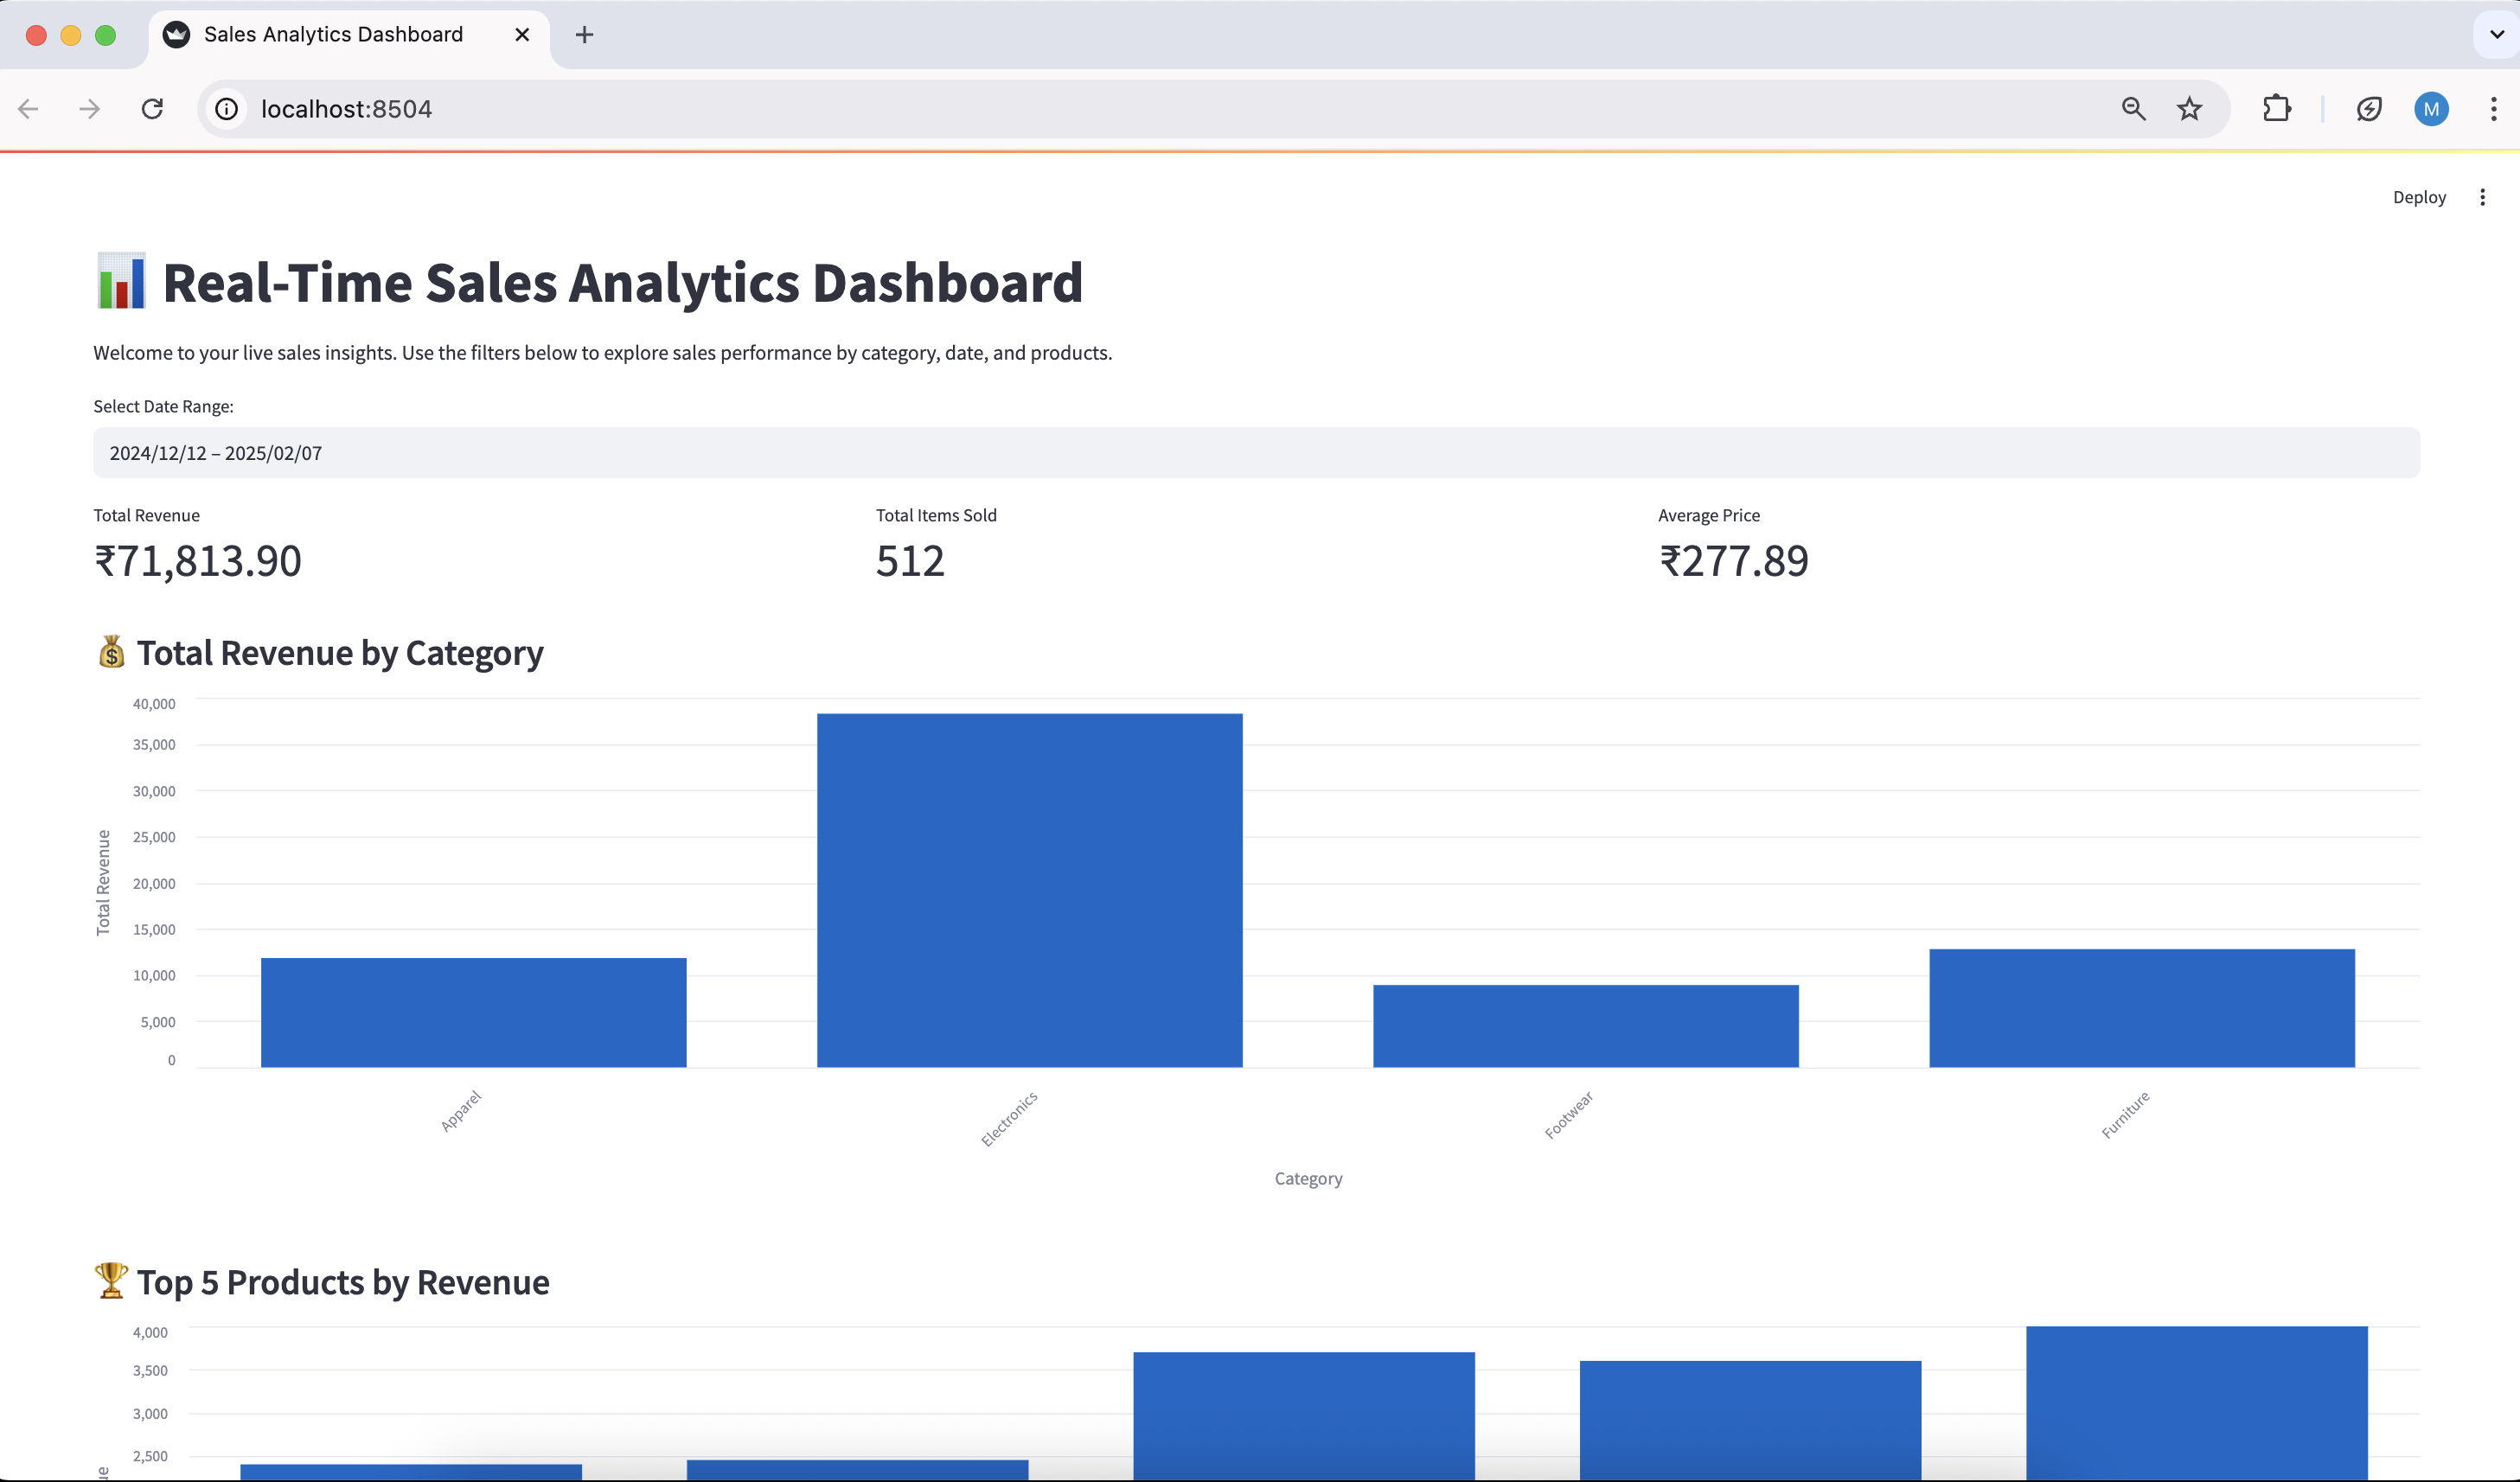 Sales Analytics Dashboard
localhost:8504
M
Deploy
Real-Time Sales Analytics Dashboard
Welcome to your live sales insights. Use the filters below to explore sales performance by category, date, and products.
Select Date Range:
2024/12/12 – 2025/02/07
Total Revenue
₹71,813.90
Total Items Sold
512
Average Price
₹277.89
Total Revenue by Category
40,000
35,000
30,000
25,000
20,000
15,000
10,000
5,000
0
Total Revenue
Apparel
Electronics
Footwear
Furniture
Category
Top 5 Products by Revenue
4,000
3,500
3,000
2,500